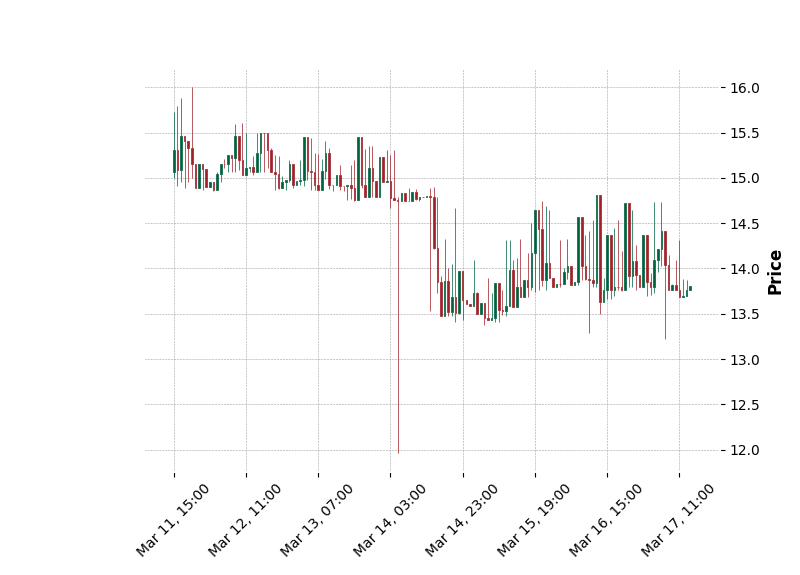 16.0
15.5
15.0
14.5
14.0
13.5
13.0
12.5
12.0
Price
Mar 11, 15:00
Mar 12, 11:00
Mar 13, 07:00
Mar 14, 03:00
Mar 14, 23:00
Mar 15, 19:00
Mar 16, 15:00
Mar 17, 11:00